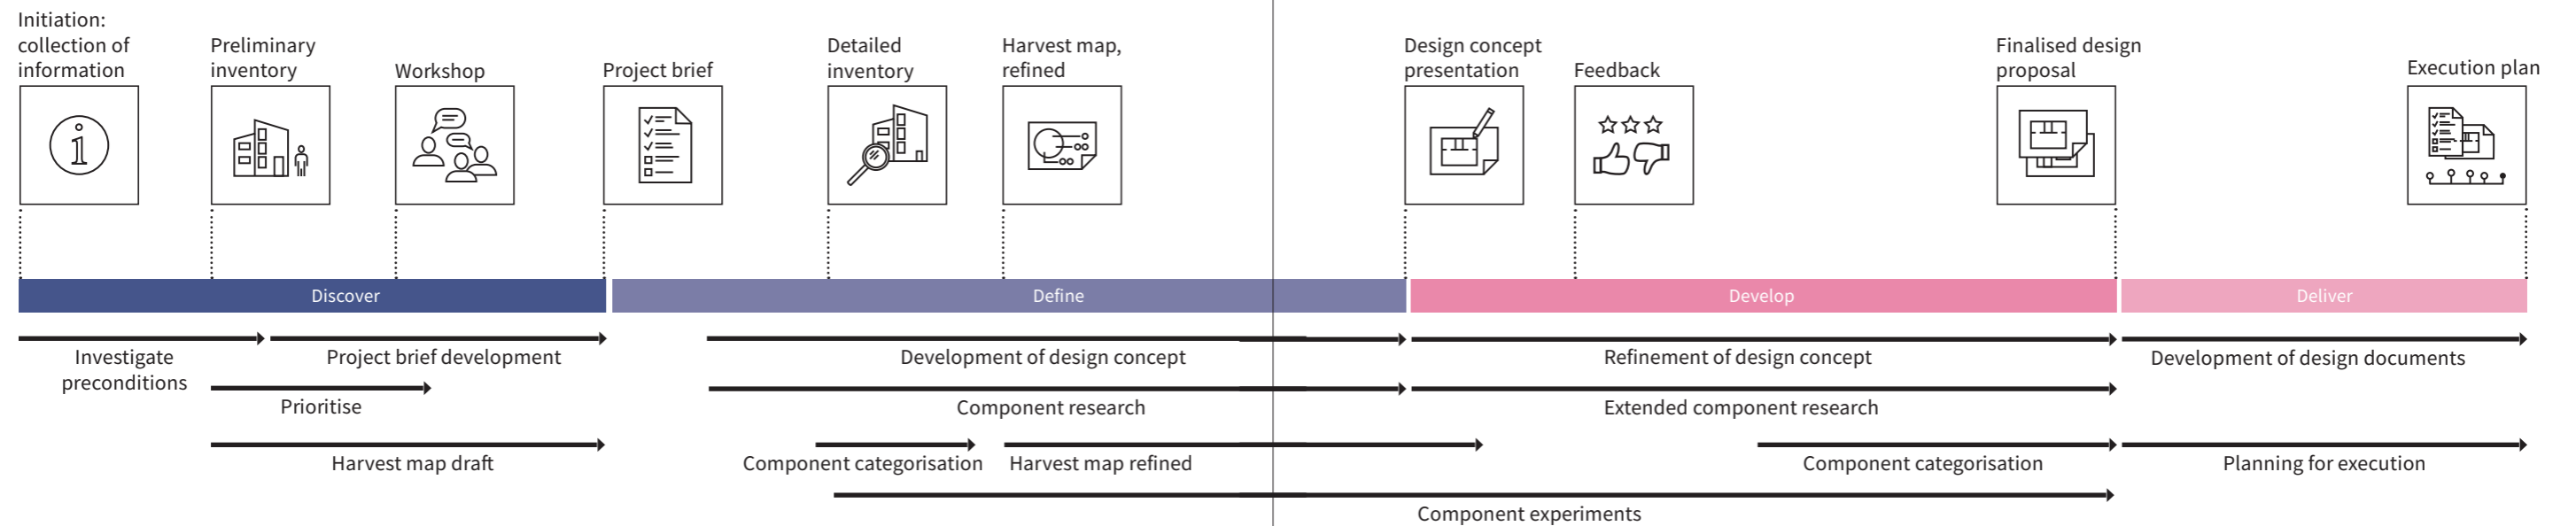 Initiation:
collection of
information
Preliminary
inventory
Workshop
Project brief
Detailed
inventory
Harvest map,
refined
Design concept
presentation
Feedback
Finalised design
proposal
Execution plan
i
Discover
Define
Develop
Deliver
Investigate
preconditions
Project brief development
Development of design concept
Refinement of design concept
Development of design documents
Prioritise
Component research
Extended component research
Harvest map draft
Component categorisation
Harvest map refined
Component categorisation
Planning for execution
Component experiments